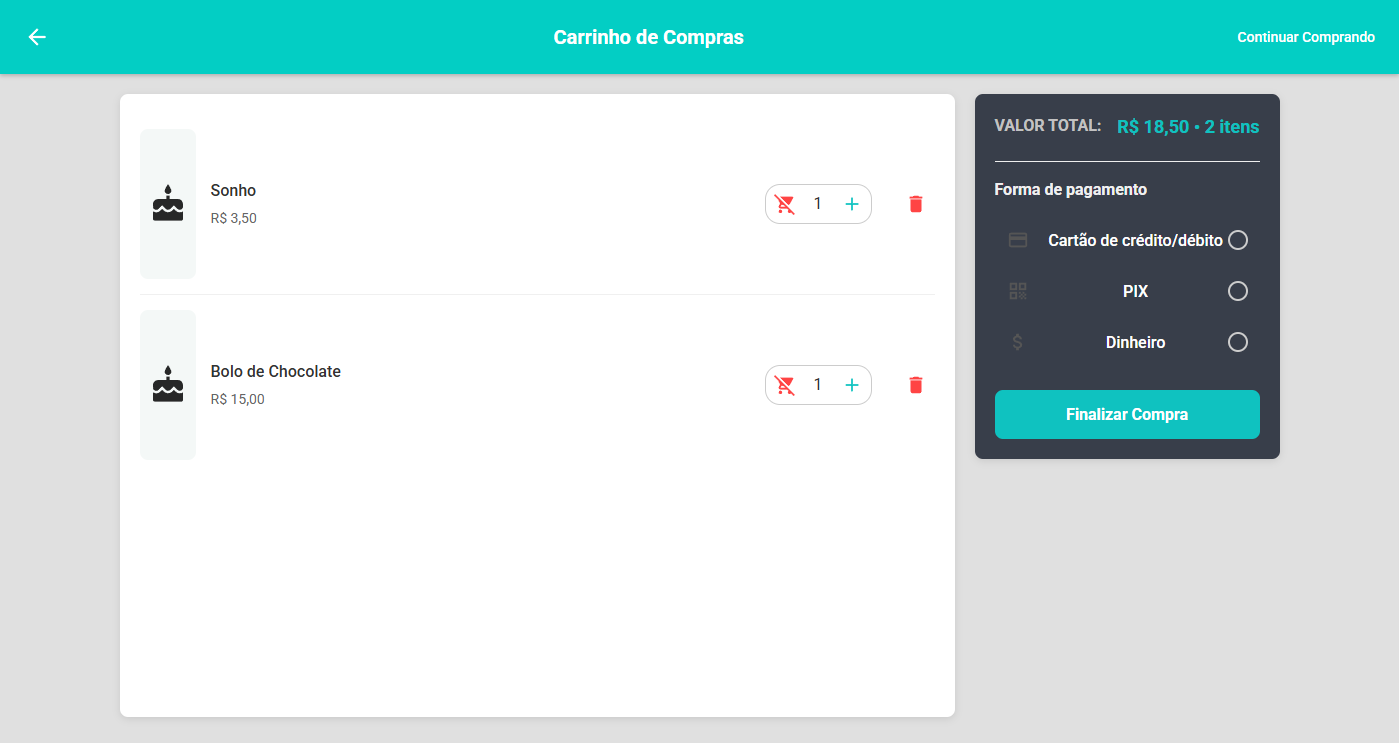 Carrinho de Compras
Continuar Comprando
Sonho
R$ 3,50
1
Bolo de Chocolate
R$ 15,00
1
VALOR TOTAL: R$ 18,50 • 2 itens
Forma de pagamento
Cartão de crédito/débito
PIX
Dinheiro
Finalizar Compra